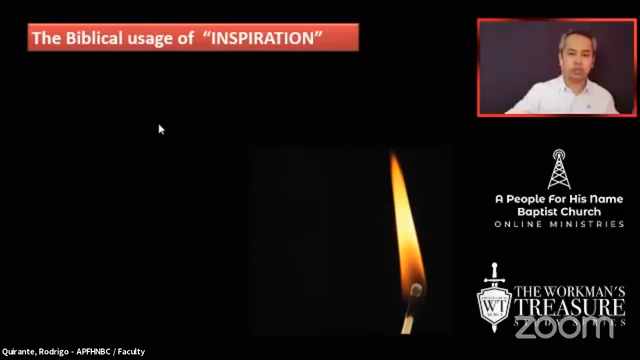 The Biblical usage of “INSPIRATION”
A People For His Name
Baptist Church
ONLINE MINISTRIES
WT
THE WORKMAN'S
TREASURE
zoom
Quirante, Rodrigo - APFHNBC / Faculty